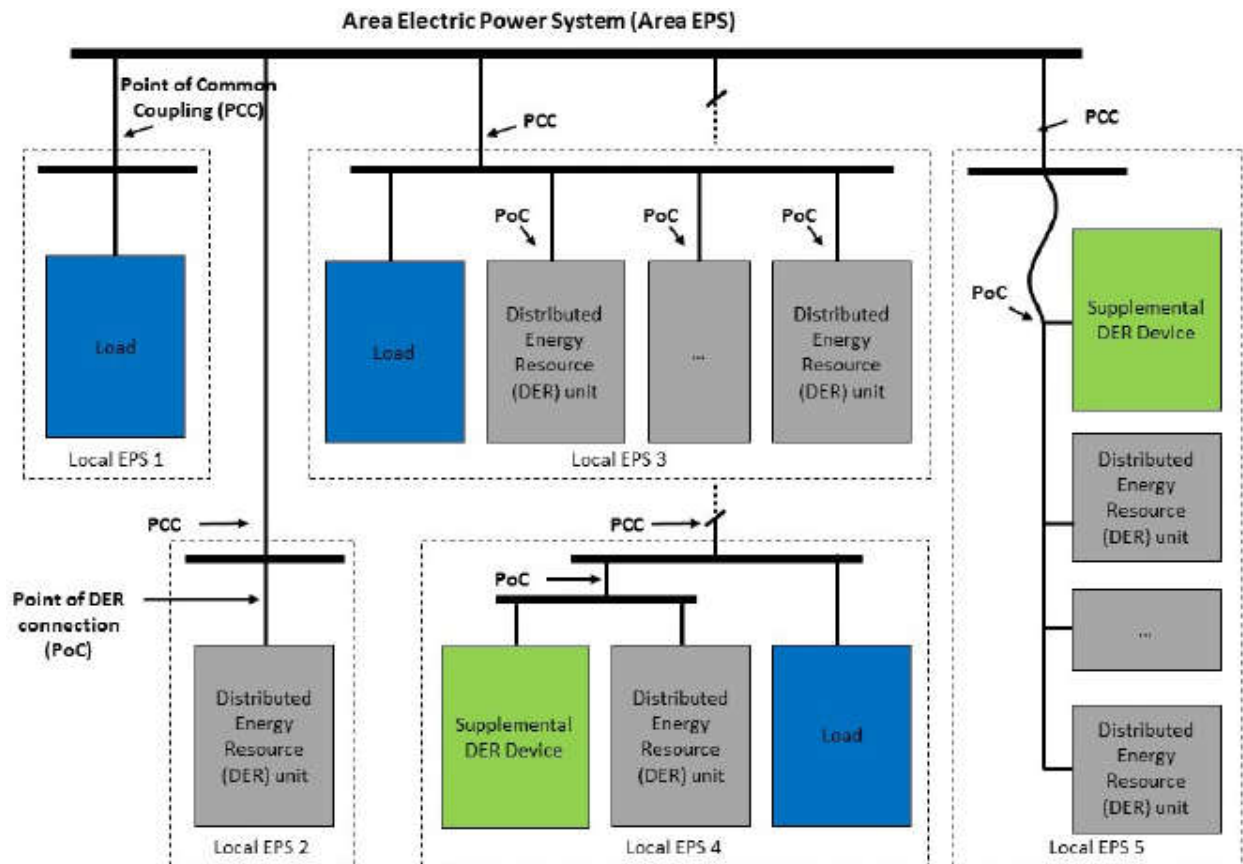 Area Electric Power System (Area EPS)
Point of Common
Coupling (PCC)
PCC
PCC
PoC
PoC
PoC
Load
Load
Distributed
Energy
Resource
(DER) unit
...
Distributed
Energy
Resource
(DER) unit
Local EPS 1
Local EPS 3
PoC
Supplemental
DER Device
Distributed
Energy
Resource
(DER) unit
...
Distributed
Energy
Resource
(DER) unit
Local EPS 5
PCC
Point of DER
connection
(PoC)
Distributed
Energy
Resource
(DER) unit
Local EPS 2
PCC
PoC
Supplemental
DER Device
Distributed
Energy
Resource
(DER) unit
Load
Local EPS 4